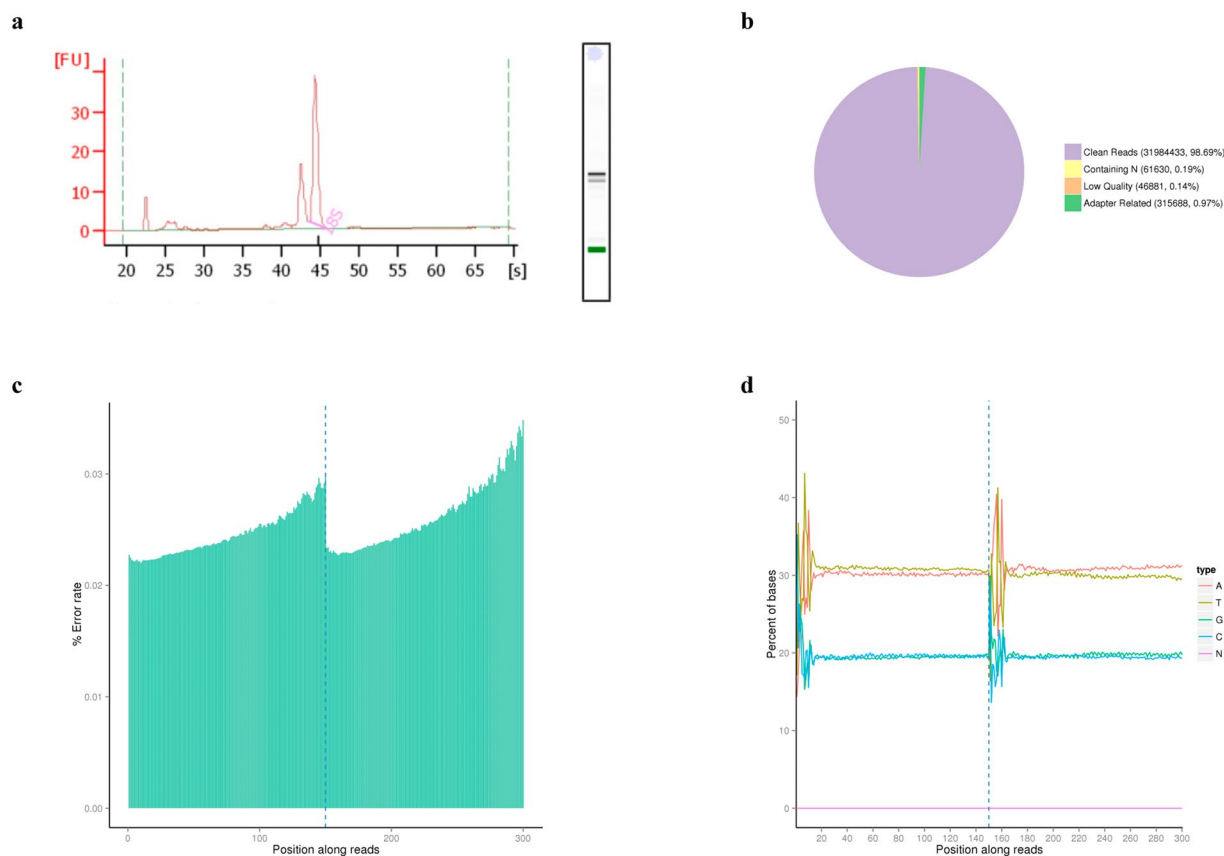 a
[FU]
30
20
10
0
18S
20 25 30 35 40 45 50 55 60 65 [s]
b
Clean Reads (31984433, 98.69%)
Containing N (61630, 0.19%)
Low Quality (46881, 0.14%)
Adapter Related (315688, 0.97%)
c
% Error rate
0.03
0.02
0.01
0.00
0 100 200 300
Position along reads
d
Percent of bases
50
40
30
20
10
0
20 40 60 80 100 120 140 160 180 200 220 240 260 280 300
Position along reads
type
A
T
G
C
N